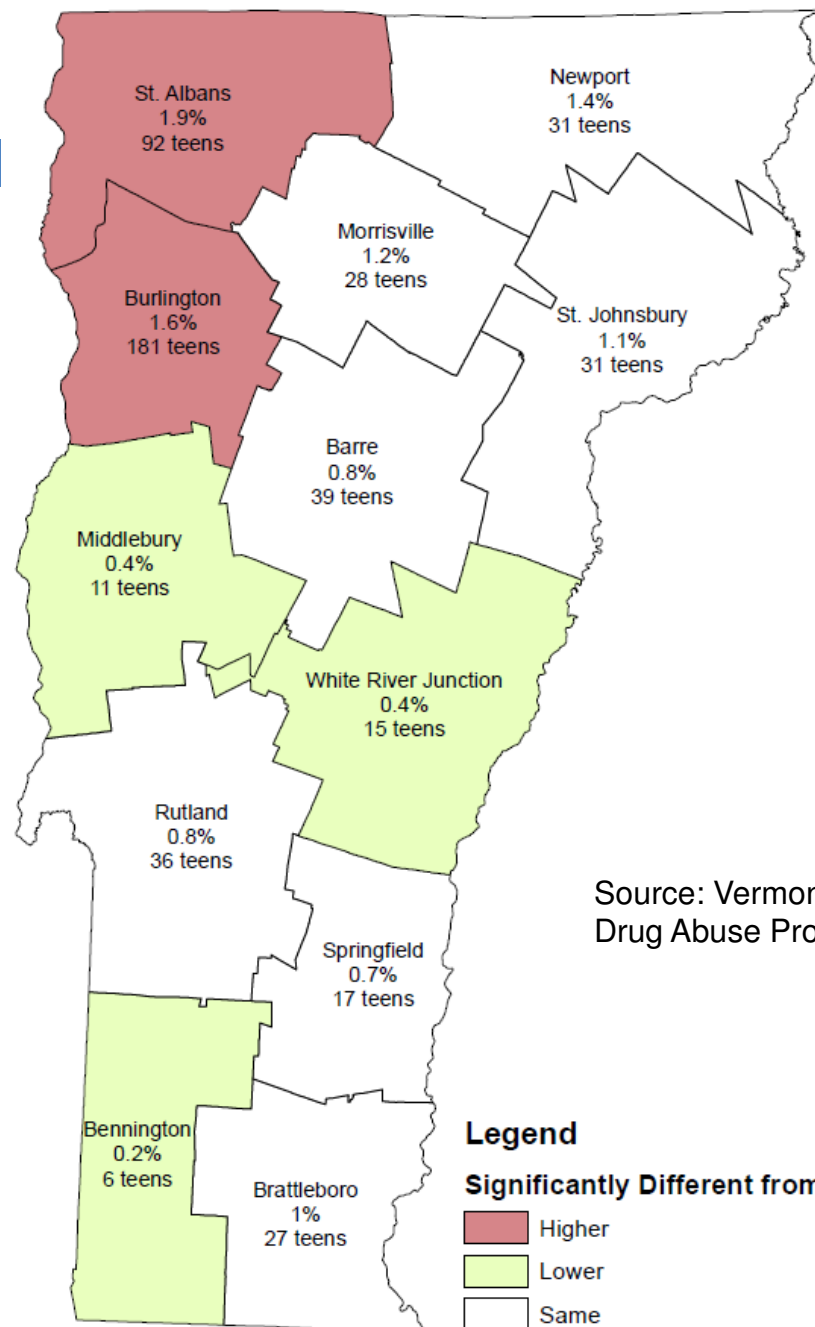 St. Albans
1.9%
92 teens
Newport
1.4%
31 teens
Morrisville
1.2%
28 teens
Burlington
1.6%
181 teens
St. Johnsbury
1.1%
31 teens
Barre
0.8%
39 teens
Middlebury
0.4%
11 teens
White River Junction
0.4%
15 teens
Rutland
0.8%
36 teens
Source:
Drug Abuse
Springfield
0.7%
17 teens
Bennington
0.2%
6 teens
Brattleboro
1%
27 teens
Legend
Significantly Different from
Higher
Lower
Same